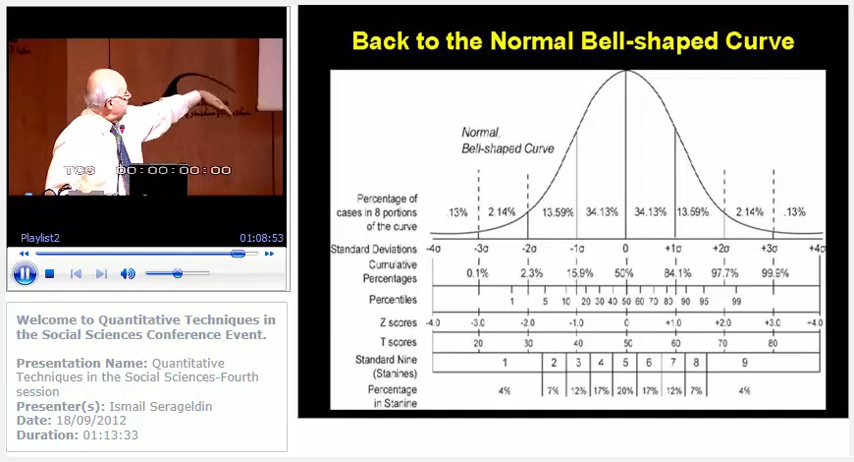 TCG 00:00:00:00
Playlist2 01:08:53
Welcome to Quantitative Techniques in
the Social Sciences Conference Event.
Presentation Name: Quantitative
Techniques in the Social Sciences-Fourth
session
Presenter(s): Ismail Serageldin
Date: 18/09/2012
Duration: 01:13:33
Back to the Normal Bell-shaped Curve
Normal,
Bell-shaped Curve
Percentage of
cases in 8 portions
of the curve
.13% 2.14% 13.59% 34.13% 34.13% 13.59% 2.14% .13%
Standard Deviations -4σ -3σ -2σ -1σ 0 +1σ +2σ +3σ +4σ
Cumulative
Percentages
0.1% 2.3% 15.9% 50% 84.1% 97.7% 99.9%
Percentiles 1 5 10 20 30 40 50 60 70 80 90 95 99
Z scores -4.0 -3.0 -2.0 -1.0 0 +1.0 +2.0 +3.0 +4.0
T scores 20 30 40 50 60 70 80
Standard Nine
(Stanines)
1 2 3 4 5 6 7 8 9
Percentage
in Stanine
4% 7% 12% 17% 20% 17% 12% 7% 4%